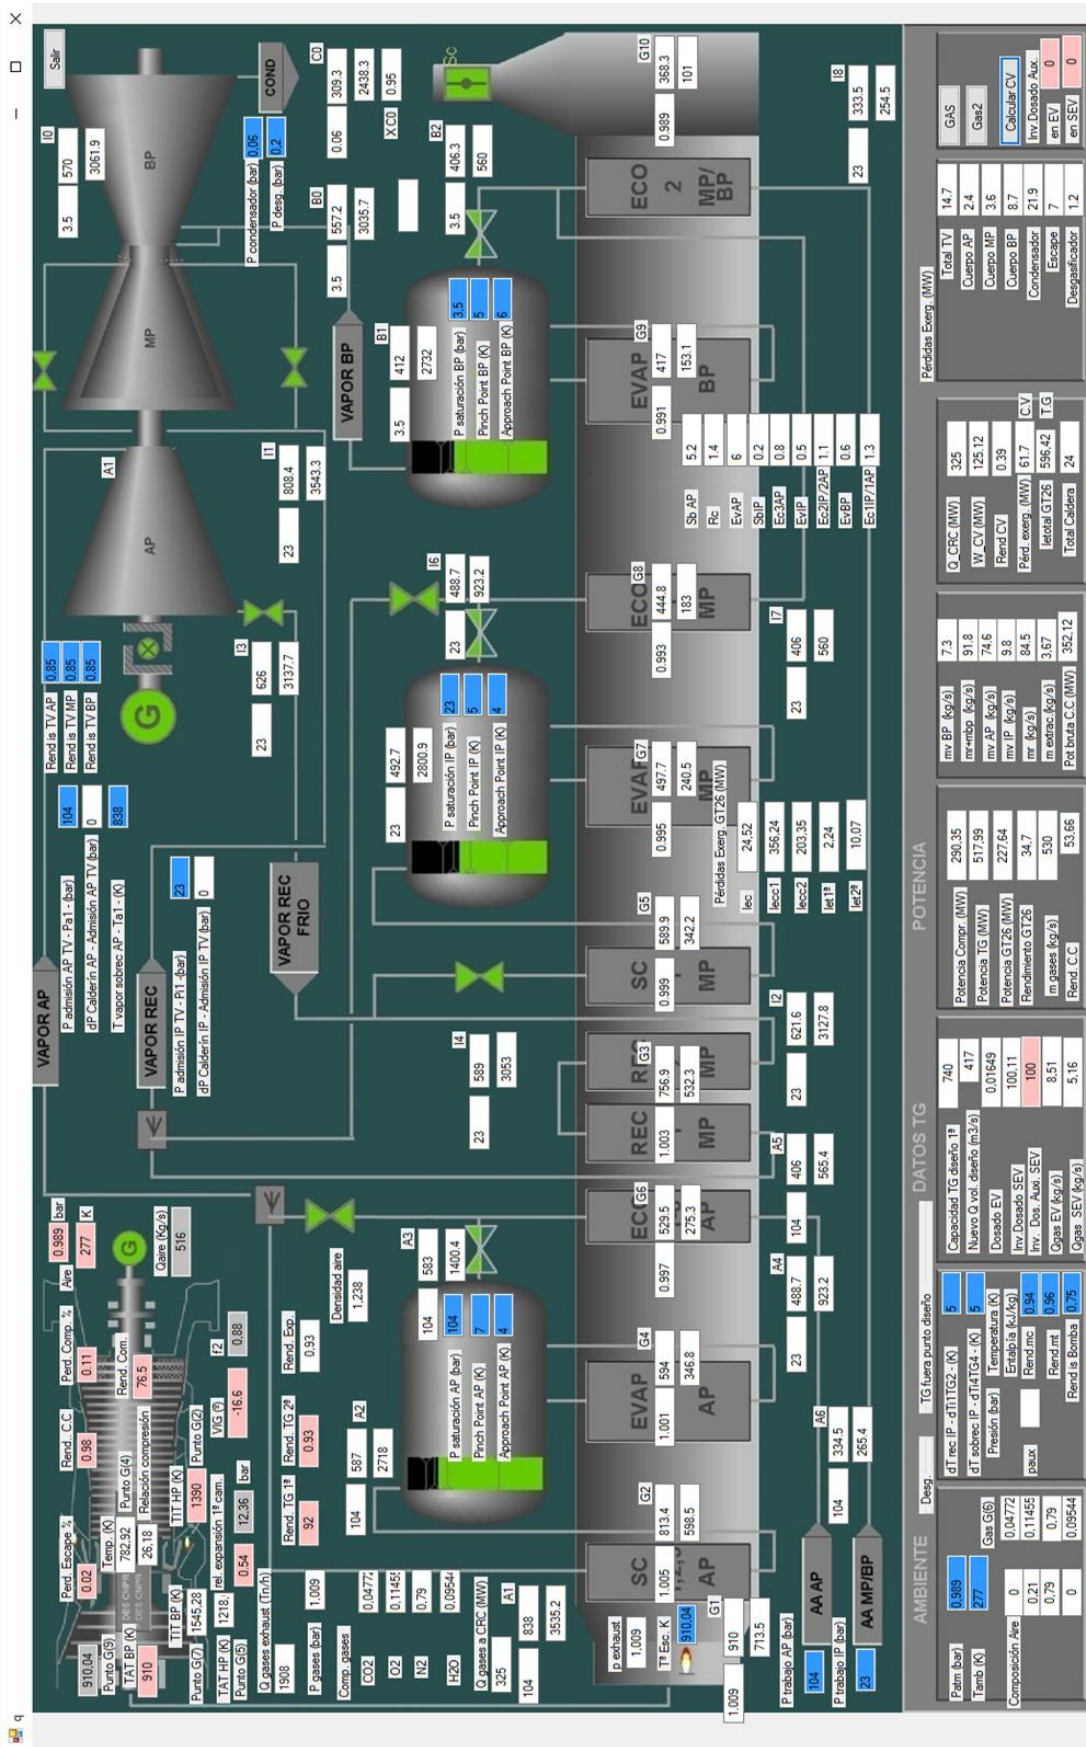 q
Salir
910.04
Punto G(9)
TAT BP (K)
910
Perd. Escape %
0.02
Temp. (K)
782.92
Punto G(4)
Relación compresión
26.18
Rend.. C.C
0.98
Perd. Comp. %
0.11
Rend. Com.
76.5
Aire
0.989
bar
277
K
G
Qaire (Kg/s)
516
Punto G(7)
TIT BP (K)
1545,28
TAT HP (K)
1218,
Punto G(5)
TIT HP (K)
1390
Punto G(2)
rel. expansión 1ª cam.
0.54
12,36
bar
VIG (º)
-16.6
f2
0,88
Q gases exhaust (Tn/h)
1908
P gases (bar)
1.009
Comp. gases
CO2
0,0477
O2
N2
0,79
H2O
0,0954
Rend. TG 1ª
92
Rend. TG 2ª
0.93
Rend. Exp.
0,93
Densidad aire
1,238
Q gases a CRC (MW)
325
A1
104
838
3535.2
VAPOR AP
P admisión AP TV - Pa1 - (bar)
104
dP Calderín AP - Admisión AP TV (bar)
0
T vapor sobrec AP - Ta1 - (K)
838
VAPOR REC
P admisión IP TV - Pi1 -(bar)
23
dP Calderín IP - Admisión IP TV (bar)
0
VAPOR REC
FRIO
Rend is TV AP
0,85
Rend is TV MP
0,85
Rend is TV BP
0,85
G
AP
A1
MP
BP
I0
3.5
570
3061.9
I3
23
626
3137.7
I1
23
808.4
3543.3
P condensador (bar)
0,06
P desg. (bar)
0,2
COND
C0
0.06
309.3
2438.3
XC0
0.95
VAPOR BP
B0
3.5
557.2
3035.7
A2
104
587
2718
A3
104
583
1400.4
P saturación AP (bar)
104
Pinch Point AP (K)
7
Approach Point AP (K)
4
I4
23
589
3053
23
492.7
2800.9
P saturación IP (bar)
23
Pinch Point IP (K)
5
Approach Point IP (K)
4
I6
23
488.7
923.2
B1
3.5
412
2732
P saturación BP (bar)
3,5
Pinch Point BP (K)
5
Approach Point BP (K)
6
B2
3.5
406.3
560
Sc
p exhaust
1,009
Tª Esc. K
910.04
G1
1.009
910
713.5
SC
AP
G2
1.005
813.4
598.5
EVAP
AP
G4
1.001
594
346.8
AP
G6
0.997
529.5
275.3
REC
MP
1.003
MP
G3
756.9
532.3
SC
MP
G5
0.999
589.9
342.2
MP
G7
0.995
497.7
240.5
ECO
MP
G8
0.993
444.8
183
EVAP
BP
G9
0.991
417
153.1
ECO
2
MP/
BP
G10
0.989
368.3
101
P trabajo AP (bar)
104
P trabajo IP (bar)
23
AA AP
AA MP/BP
A6
104
334.5
265.4
A4
23
488.7
923.2
A5
104
406
565.4
I2
23
621.6
3127.8
Pérdidas Exerg. GT26 (MW)
Iec
24,52
Iecc1
356,24
Iecc2
203,35
Iet1ª
2,24
Iet2ª
10,07
I7
23
406
560
Sb AP
5.2
Rc
1.4
EvAP
6
SbIP
0.2
Ec3AP
0.8
EvIP
0.5
Ec2IP/2AP
1.1
EvBP
0.6
Ec1IP/1AP
1.3
I8
23
333.5
254.5
AMBIENTE
Desg.
TG fuera punto diseño
DATOS TG
POTENCIA
Patm (bar)
0,989
Tamb (K)
277
Composición Aire
0
0,21
0,79
0
Gas G(6)
0.04772
0.11455
0.79
0.09544
dT rec IP - dTi1TG2 - (K)
5
dT sobrec IP - dTi4TG4 - (K)
5
Presión (bar)
Temperatura (K)
Entalpía (kJ/kg)
paux
Rend.mc
0,94
Rend.mt
0,96
Rend is Bomba
0,75
Capacidad TG diseño 1ª
740
Nuevo Q vol. diseño (m3/s)
417
Dosado EV
0,01649
Inv.Dosado SEV
100,11
Inv. Dos. Auxi. SEV
100
Qgas EV (kg/s)
8,51
Qgas SEV (kg/s)
5,16
Potencia Compr. (MW)
290,35
Potencia TG (MW)
517,99
Potencia GT26 (MW)
227,64
Rendimiento GT26
34,7
m gases (kg/s)
530
Rend. C.C
53,66
mv BP (kg/s)
7.3
mr+mbp (kg/s)
91.8
mv AP (kg/s)
74.6
mv IP (kg/s)
9.8
mr (kg/s)
84.5
m extrac.(kg/s)
3.67
Pot bruta C.C (MW)
352,12
Q_CRC (MW)
325
W_CV (MW)
125.12
Rend CV
0.39
Pérd. exerg. (MW)
61.7
C.V
Ietotal GT26
596,42
T.G
Total Caldera
24
Pérdidas Exerg. (MW)
Total TV
14.7
Cuerpo AP
2.4
Cuerpo MP
3.6
Cuerpo BP
8.7
Condensador
21.9
Escape
7
Desgasificador
1.2
GAS
Gas2
Calcular CV
Inv Dosado Aux.
en EV
0
en SEV
0